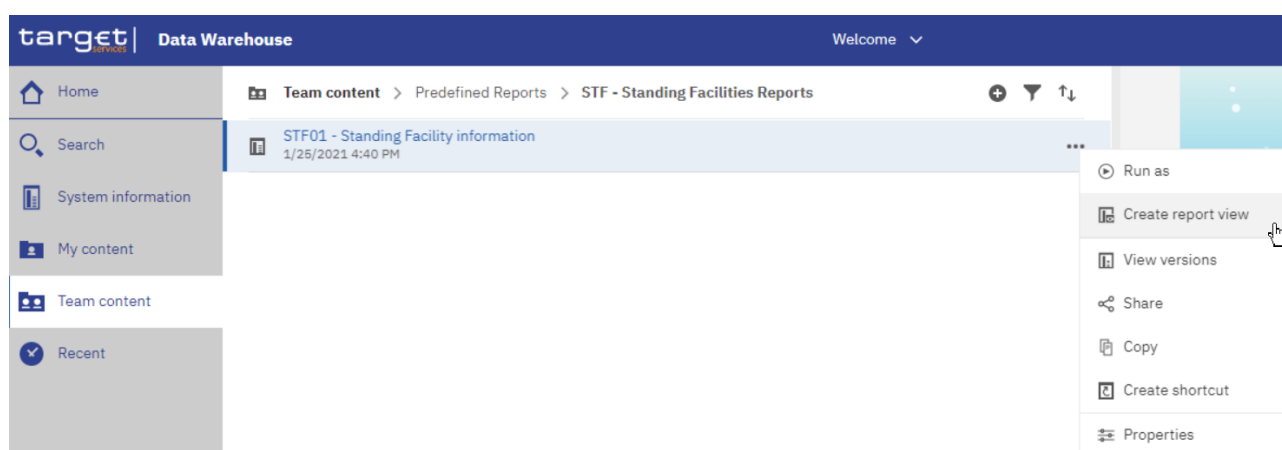 target services | Data Warehouse Welcome
Home
Team content > Predefined Reports > STF - Standing Facilities Reports
Search
STF01 - Standing Facility information
1/25/2021 4:40 PM
System information
My content
Team content
Recent
Run as
Create report view
View versions
Share
Copy
Create shortcut
Properties